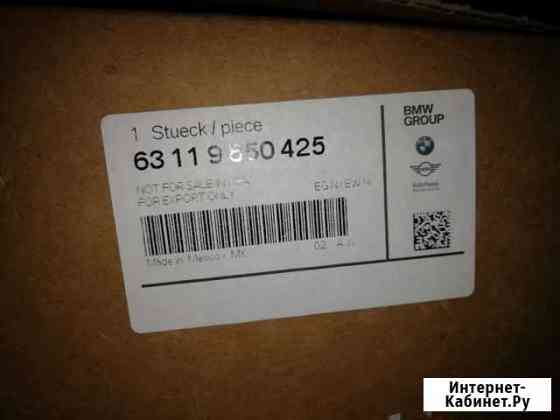 1 Stueck / piece
63 11 9 850 425
NOT FOR SALE IN
FOR EXPORT ONLY
Made in Mexico MX
02
BMW
GROUP
Интернет-
Кабинет.Ру